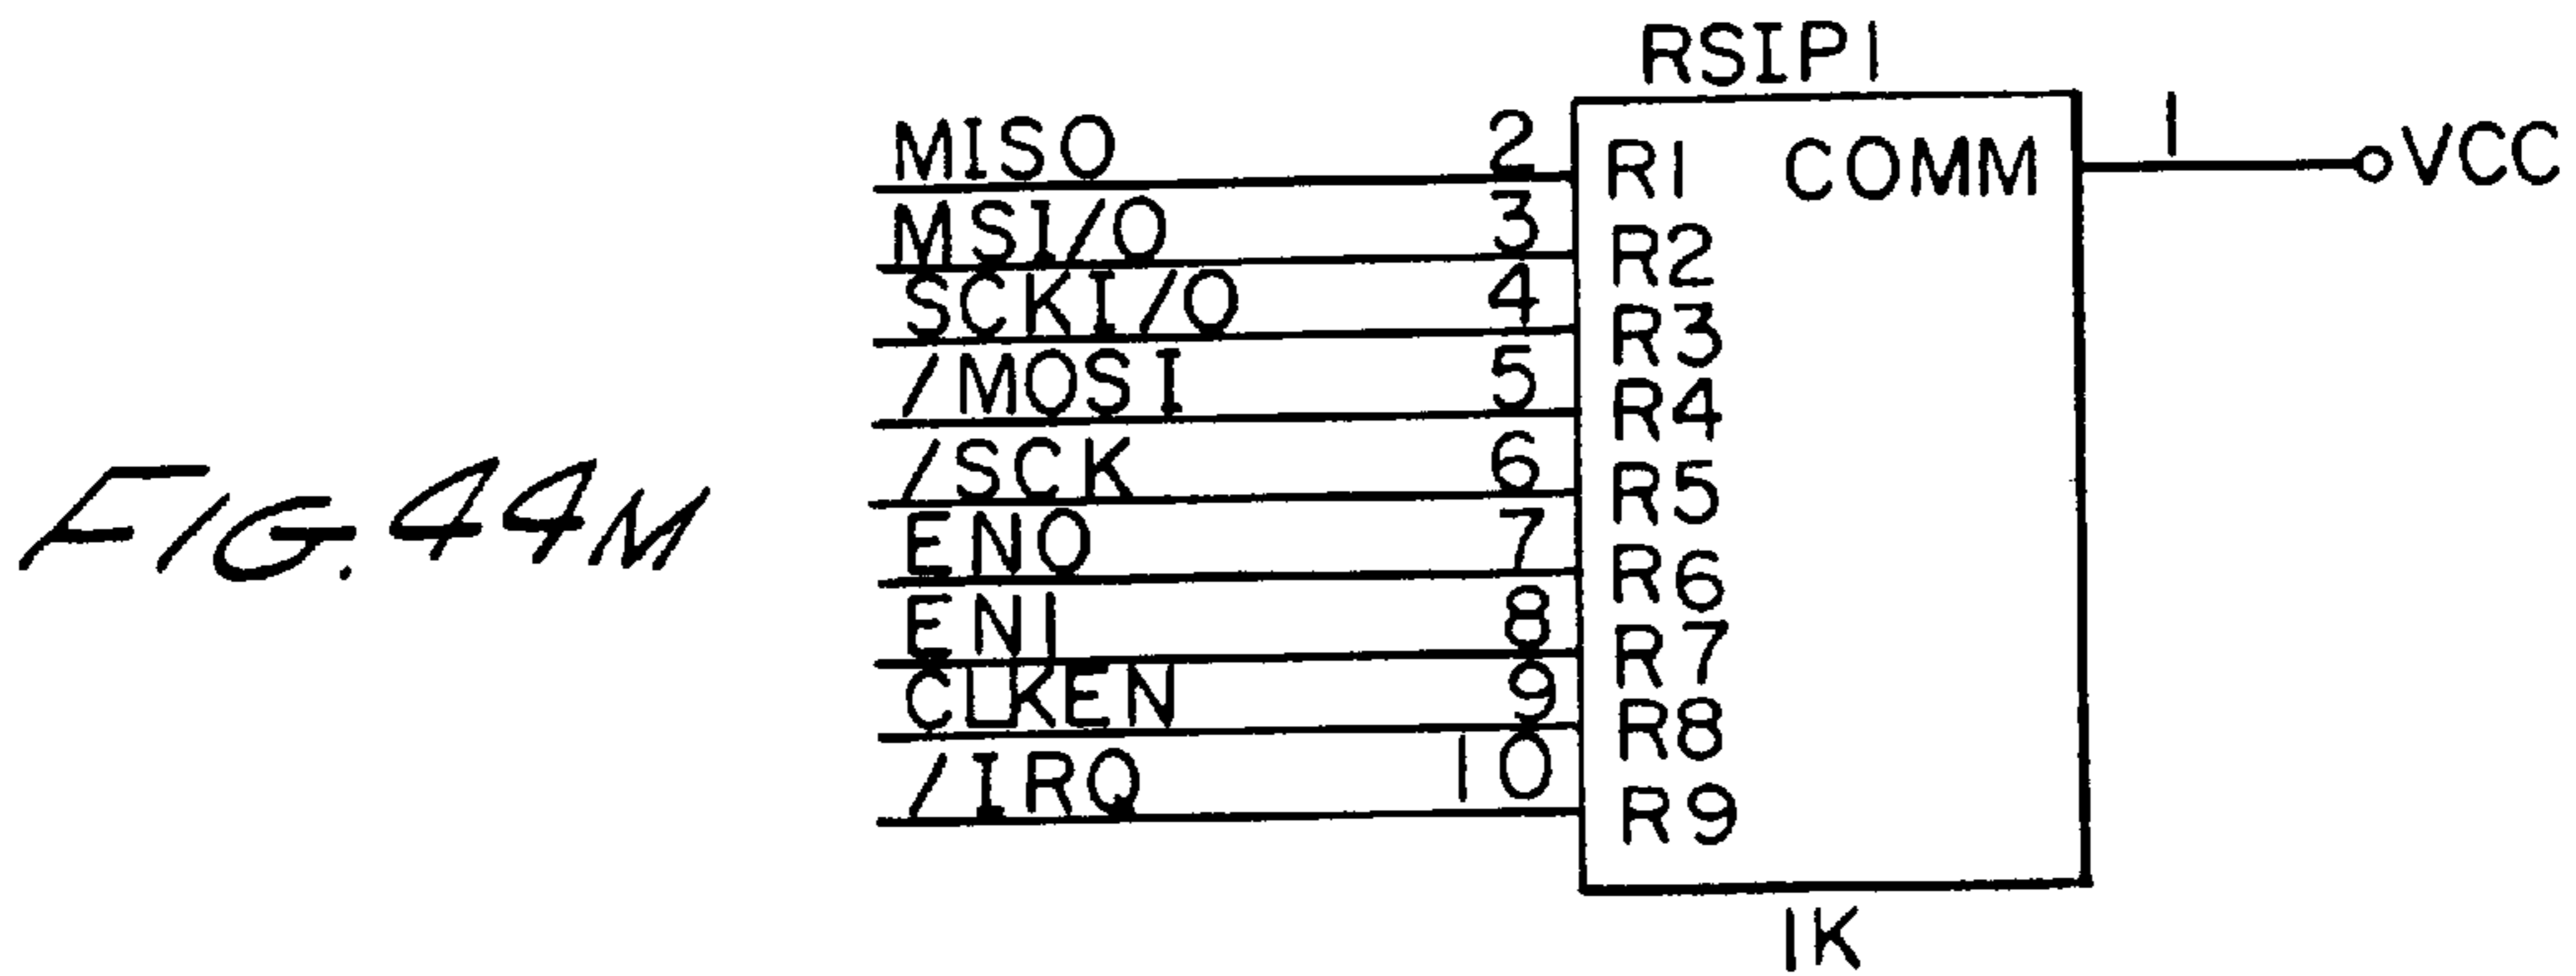 RSIP1
MISO 2 R1 COMM 1 VCC
MSI/O 3 R2
SCKI/O 4 R3
/MOSI 5 R4
/SCK 6 R5
EN0 7 R6
EN1 8 R7
CLKEN 9 R8
/IRQ 10 R9
1K
FIG. 44M